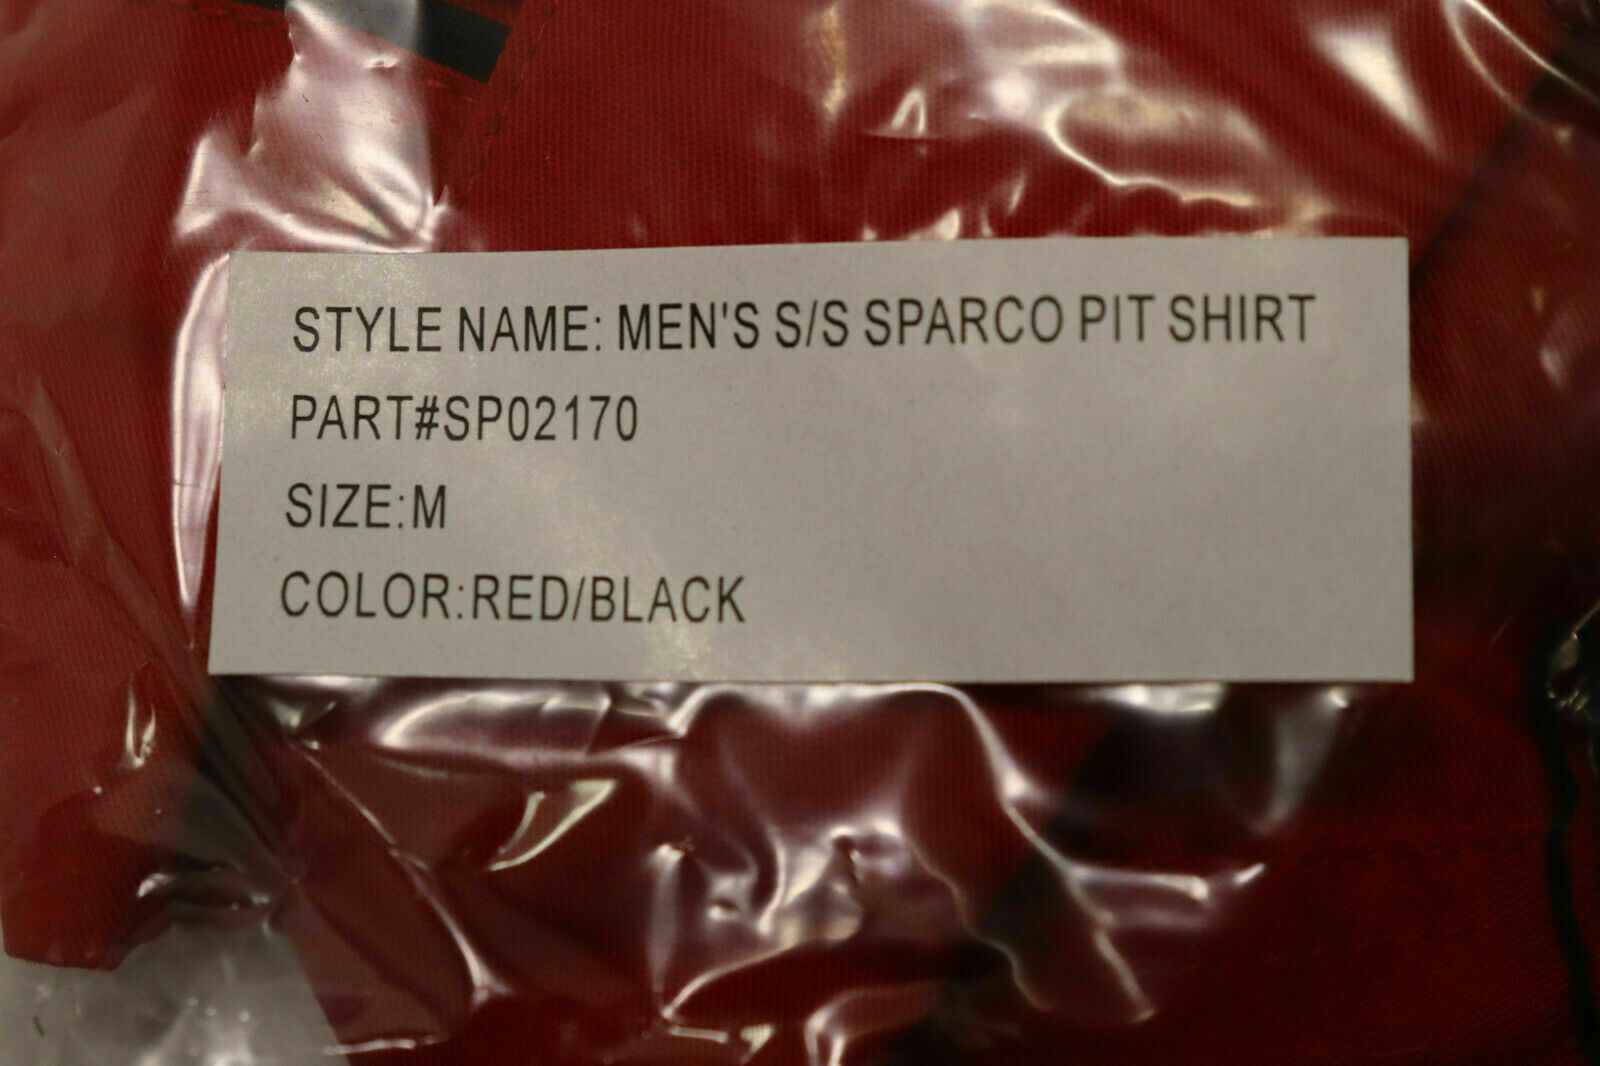 STYLE NAME: MEN'S S/S SPARCO PIT SHIRT
PART#SP02170
SIZE:M
COLOR:RED/BLACK